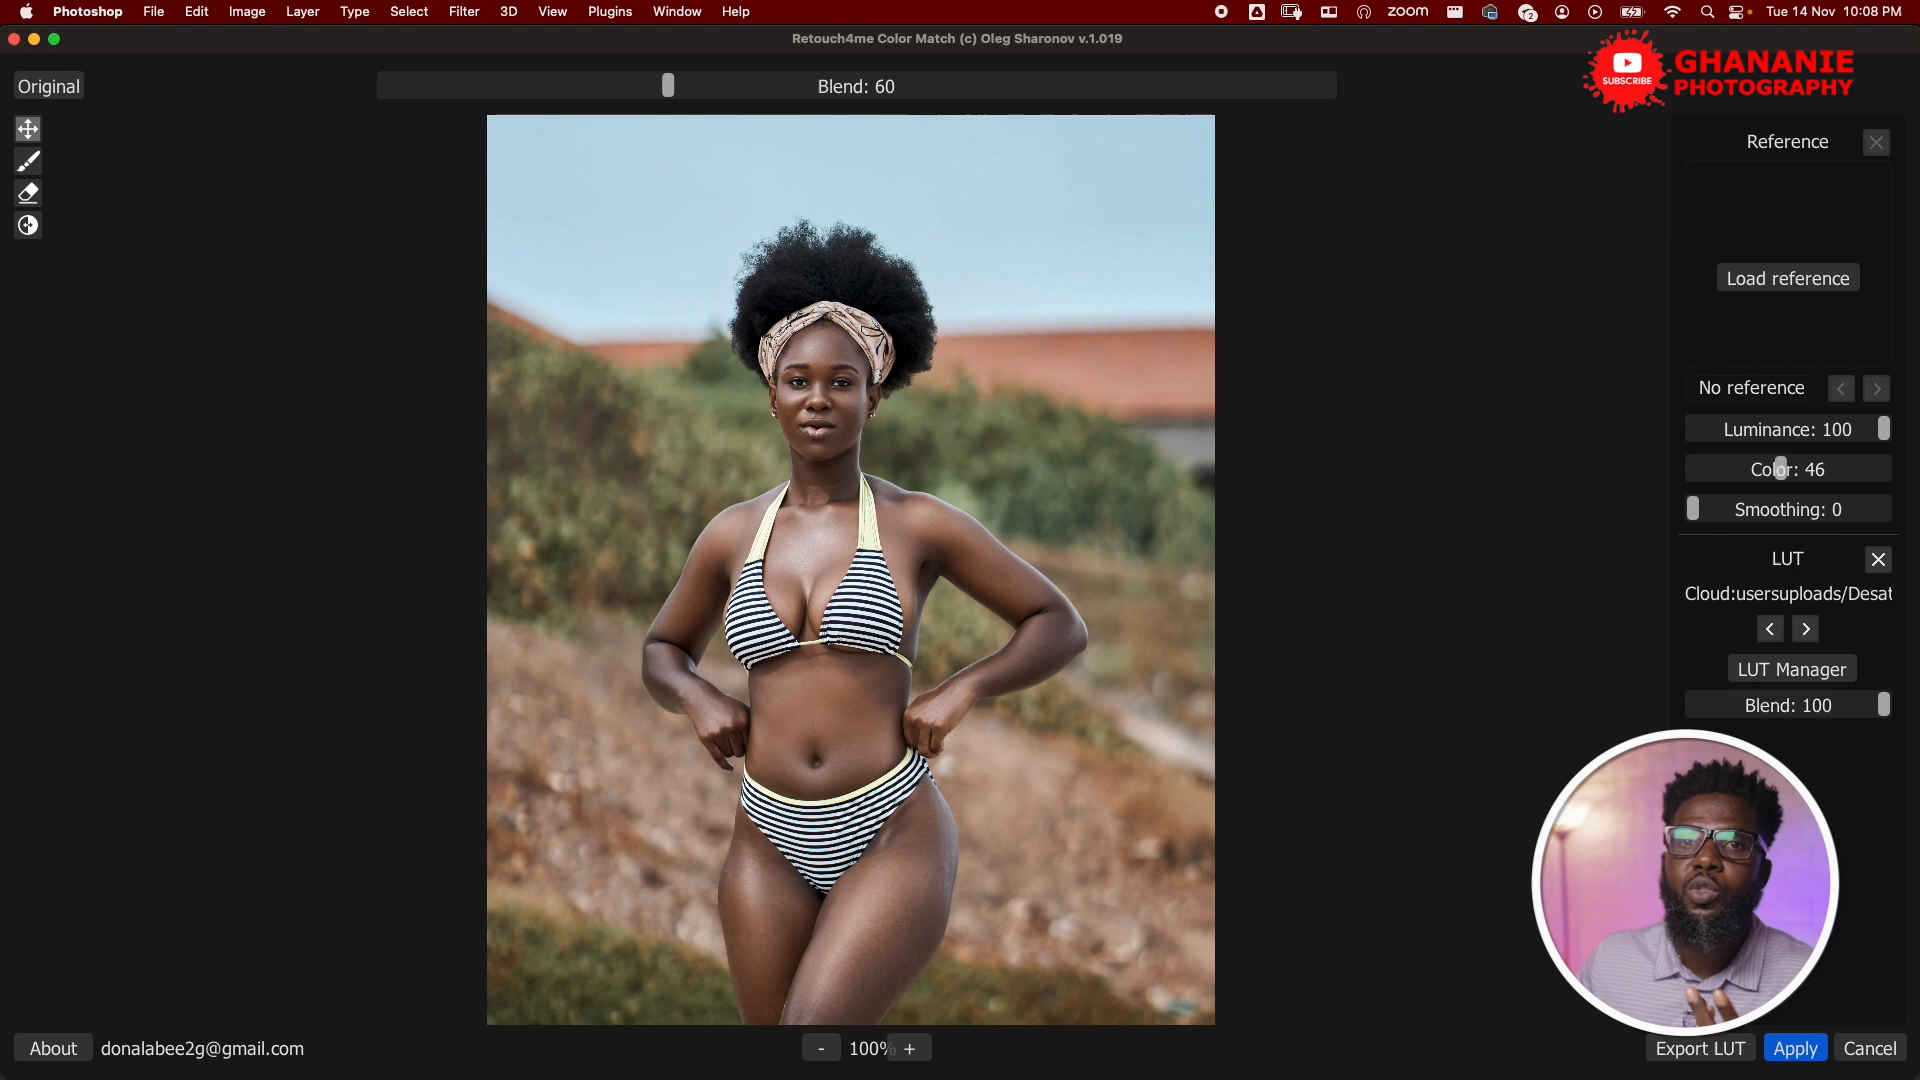 Photoshop File Edit Image Layer Type Select Filter 3D View Plugins Window Help
zoom 2 Tue 14 Nov 10:08 PM
Retouch4me Color Match (c) Oleg Sharonov v.1.019
SUBSCRIBE
GHANANIE
PHOTOGRAPHY
Original
Blend: 60
Reference
Load reference
No reference < >
Luminance: 100
Color: 46
Smoothing: 0
LUT
Cloud:usersuploads/Desat
< >
LUT Manager
Blend: 100
About donalabee2g@gmail.com
- 100% +
Export LUT Apply Cancel